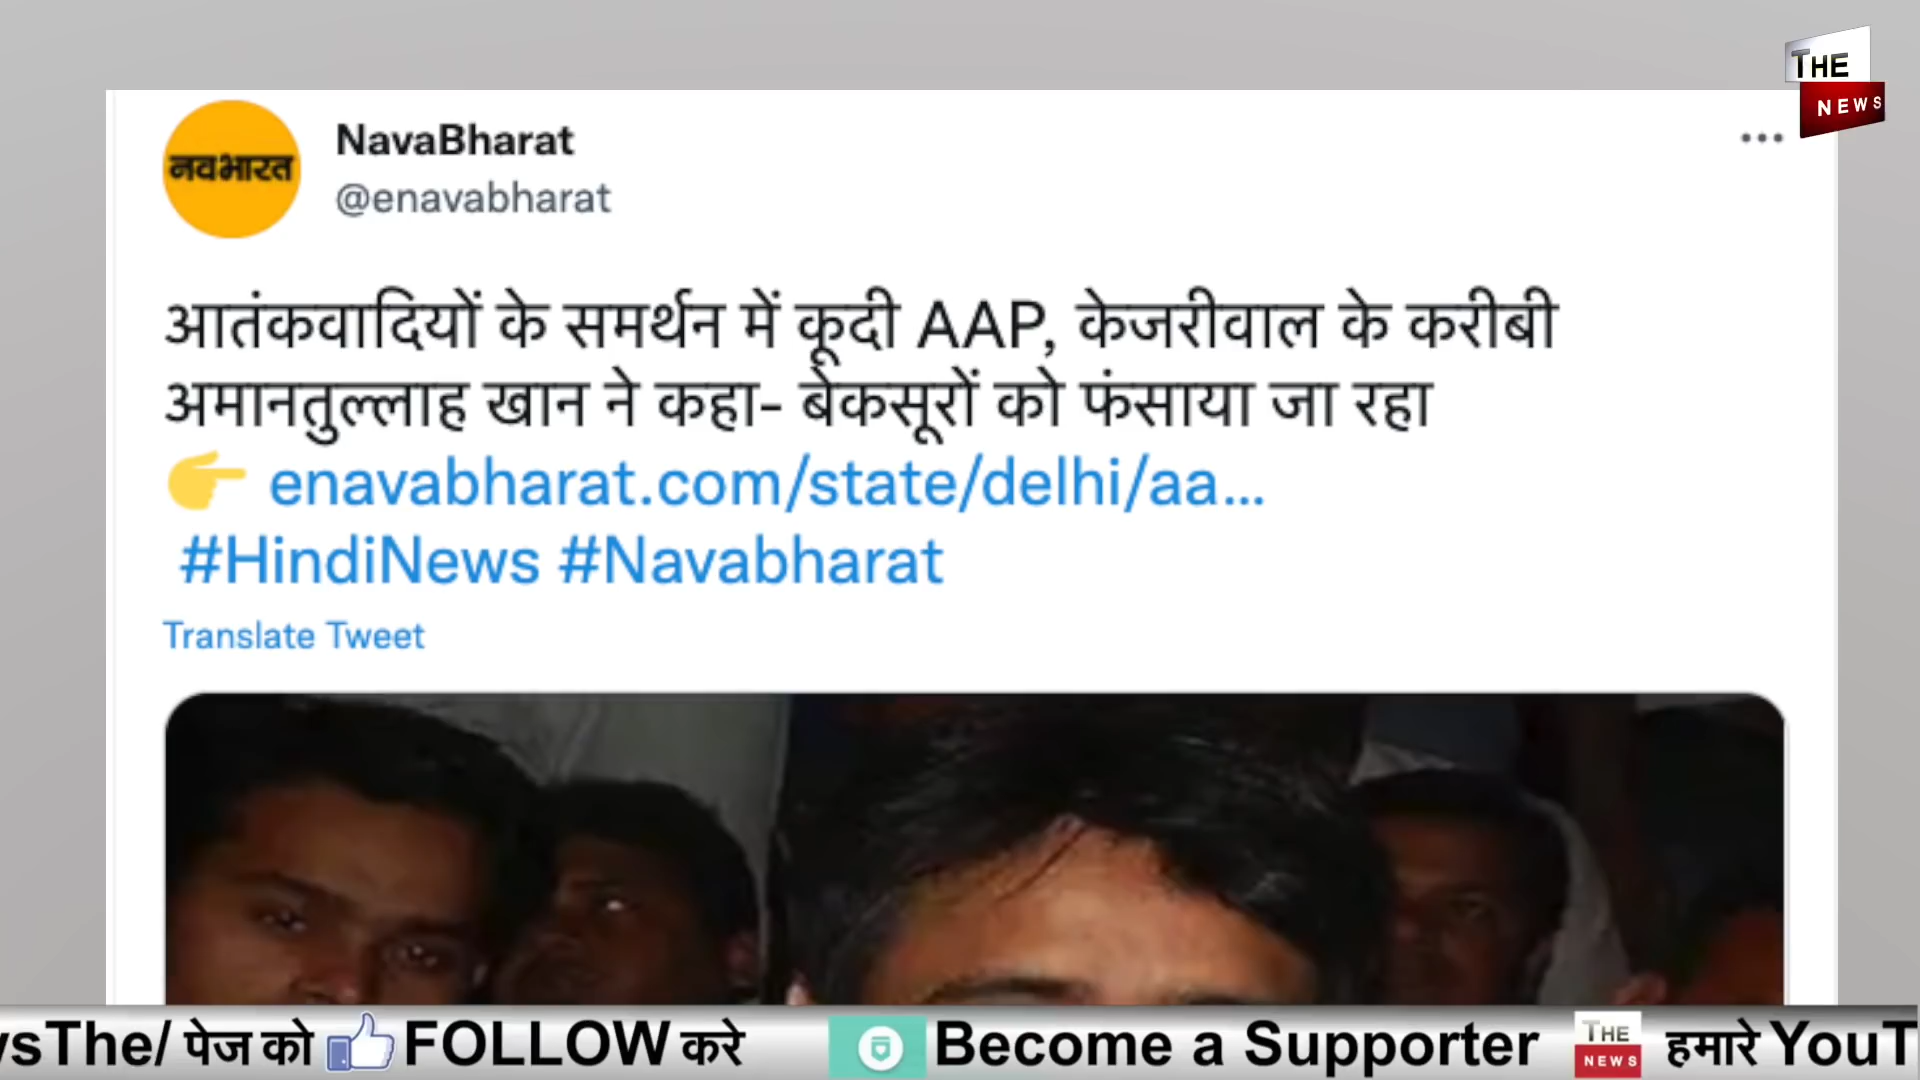 THE
NEWS
नवभारत
NavaBharat
@enavabharat
आतंकवादियों के समर्थन में कूदी AAP, केजरीवाल के करीबी
अमानतुल्लाह खान ने कहा- बेकसूरों को फंसाया जा रहा
👉 enavabharat.com/state/delhi/aa...
#HindiNews #Navabharat
Translate Tweet
sThe/ पेज को FOLLOW करे Become a Supporter THE NEWS हमारे YouT